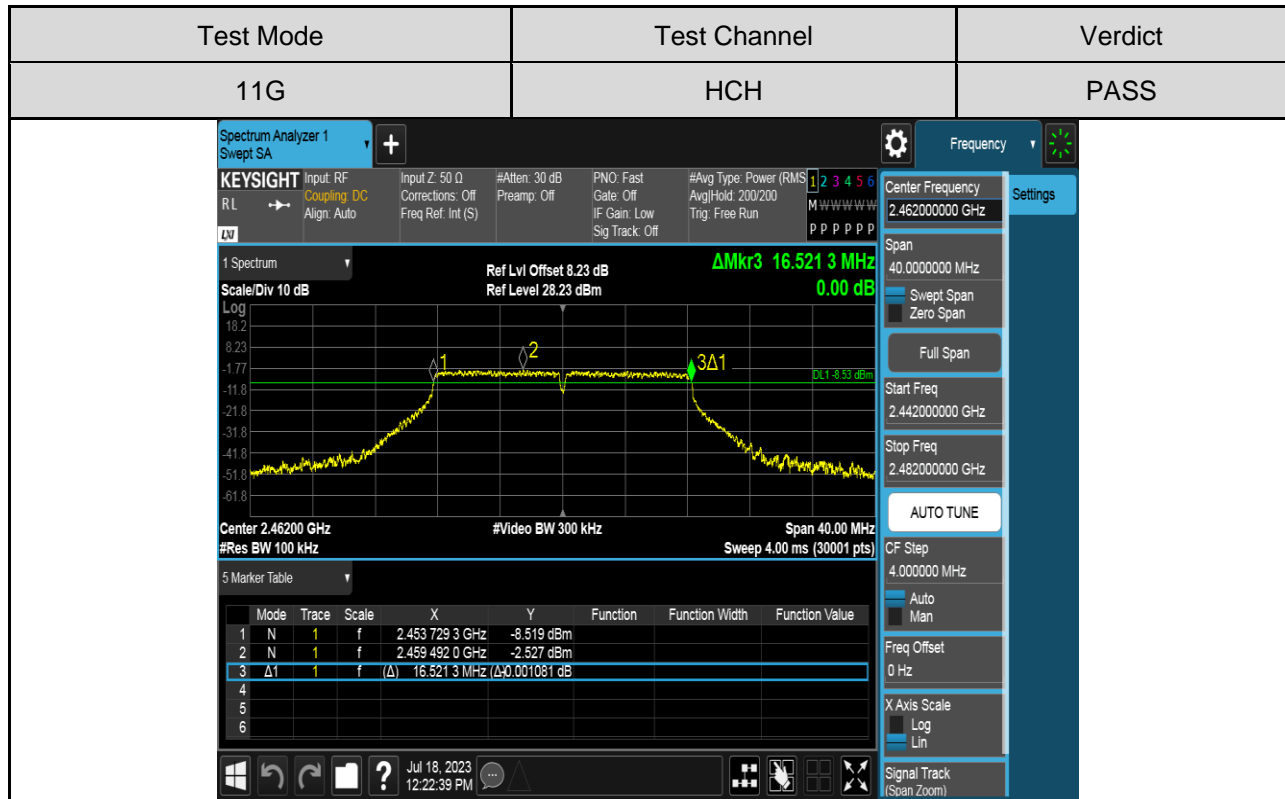 Test Mode Test Channel Verdict
11G HCH PASS
Spectrum Analyzer 1
Swept SA
+
Frequency
KEYSIGHT Input: RF Input Z: 50 Ω #Atten: 30 dB PNO: Fast #Avg Type: Power (RMS 1 2 3 4 5 6
RL Coupling: DC Corrections: Off Preamp: Off Gate: Off Avg|Hold: 200/200 M W W W W W
Align: Auto Freq Ref: Int (S) IF Gain: Low Trig: Free Run
LXI Sig Track: Off P P P P P P
Center Frequency
2.462000000 GHz
Settings
1 Spectrum
Ref Lvl Offset 8.23 dB
ΔMkr3 16.521 3 MHz
Scale/Div 10 dB Ref Level 28.23 dBm 0.00 dB
Log
18.2
8.23
-1.77
-11.8
-21.8
-31.8
-41.8
-51.8
-61.8
1
2
3Δ1
DL1 -8.53 dBm
Center 2.46200 GHz #Video BW 300 kHz Span 40.00 MHz
#Res BW 100 kHz Sweep 4.00 ms (30001 pts)
5 Marker Table
Mode Trace Scale X Y Function Function Width Function Value
1 N 1 f 2.453 729 3 GHz -8.519 dBm
2 N 1 f 2.459 492 0 GHz -2.527 dBm
3 Δ1 1 f (Δ) 16.521 3 MHz (Δ) 0.001081 dB
4
5
6
Span
40.0000000 MHz
Swept Span
Zero Span
Full Span
Start Freq
2.442000000 GHz
Stop Freq
2.482000000 GHz
AUTO TUNE
CF Step
4.000000 MHz
Auto
Man
Freq Offset
0 Hz
X Axis Scale
Log
Lin
Signal Track
(Span Zoom)
?
Jul 18, 2023
12:22:39 PM